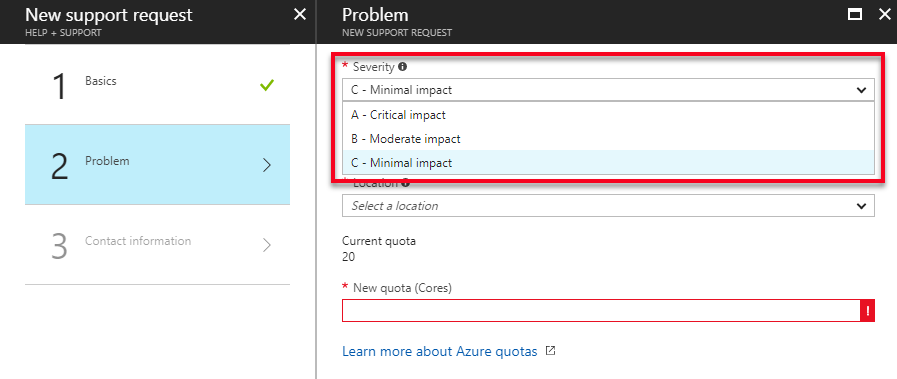 New support request
HELP + SUPPORT
1 Basics
2 Problem
3 Contact information
Problem
NEW SUPPORT REQUEST
* Severity
C - Minimal impact
A - Critical impact
B - Moderate impact
C - Minimal impact
* Location
Select a location
Current quota
20
* New quota (Cores)
Learn more about Azure quotas